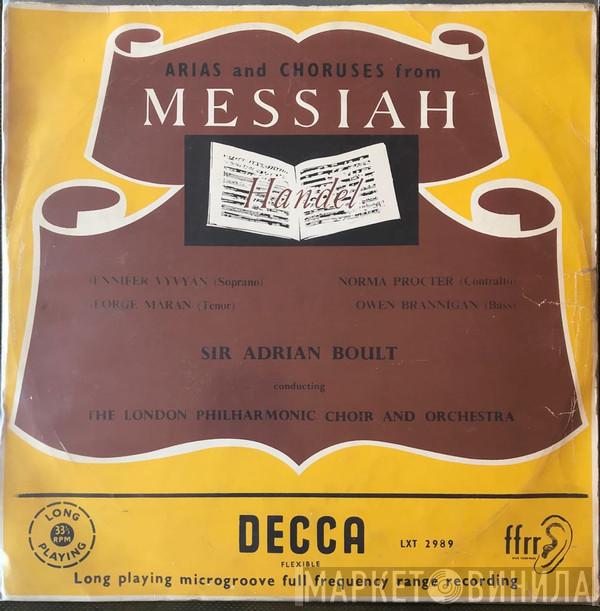 ARIAS and CHORUSES from
MESSIAH
Handel
JENNIFER VYVYAN (Soprano) NORMA PROCTER (Contralto)
GEORGE MARAN (Tenor) OWEN BRANNIGAN (Bass)
SIR ADRIAN BOULT
conducting
THE LONDON PHILHARMONIC CHOIR AND ORCHESTRA
LONG PLAYING
33⅓ RPM
DECCA
LXT 2989
ffrr
FLEXIBLE
Long playing microgroove full frequency range recording
МАРКЕТ ВИНИЛА